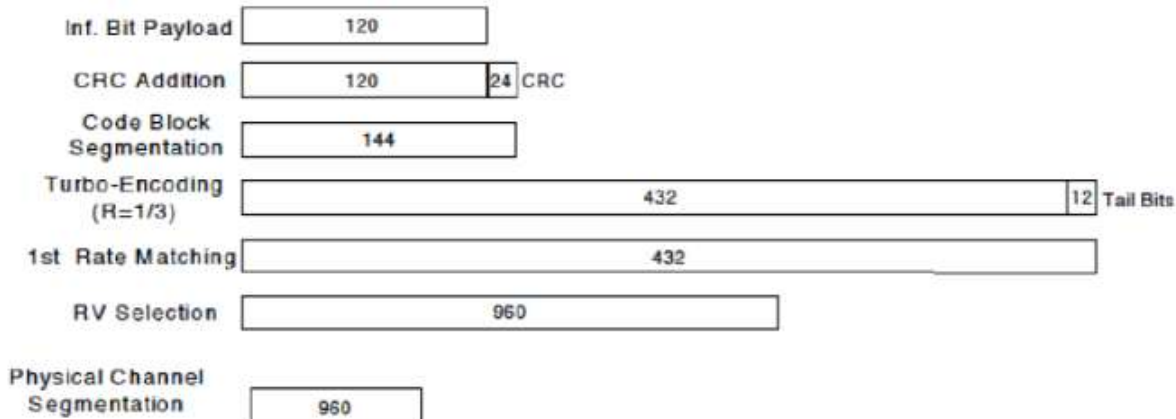 Inf. Bit Payload 120
CRC Addition 120 24 CRC
Code Block
Segmentation 144
Turbo-Encoding
(R=1/3) 432 12 Tail Bits
1st Rate Matching 432
RV Selection 960
Physical Channel
Segmentation 960